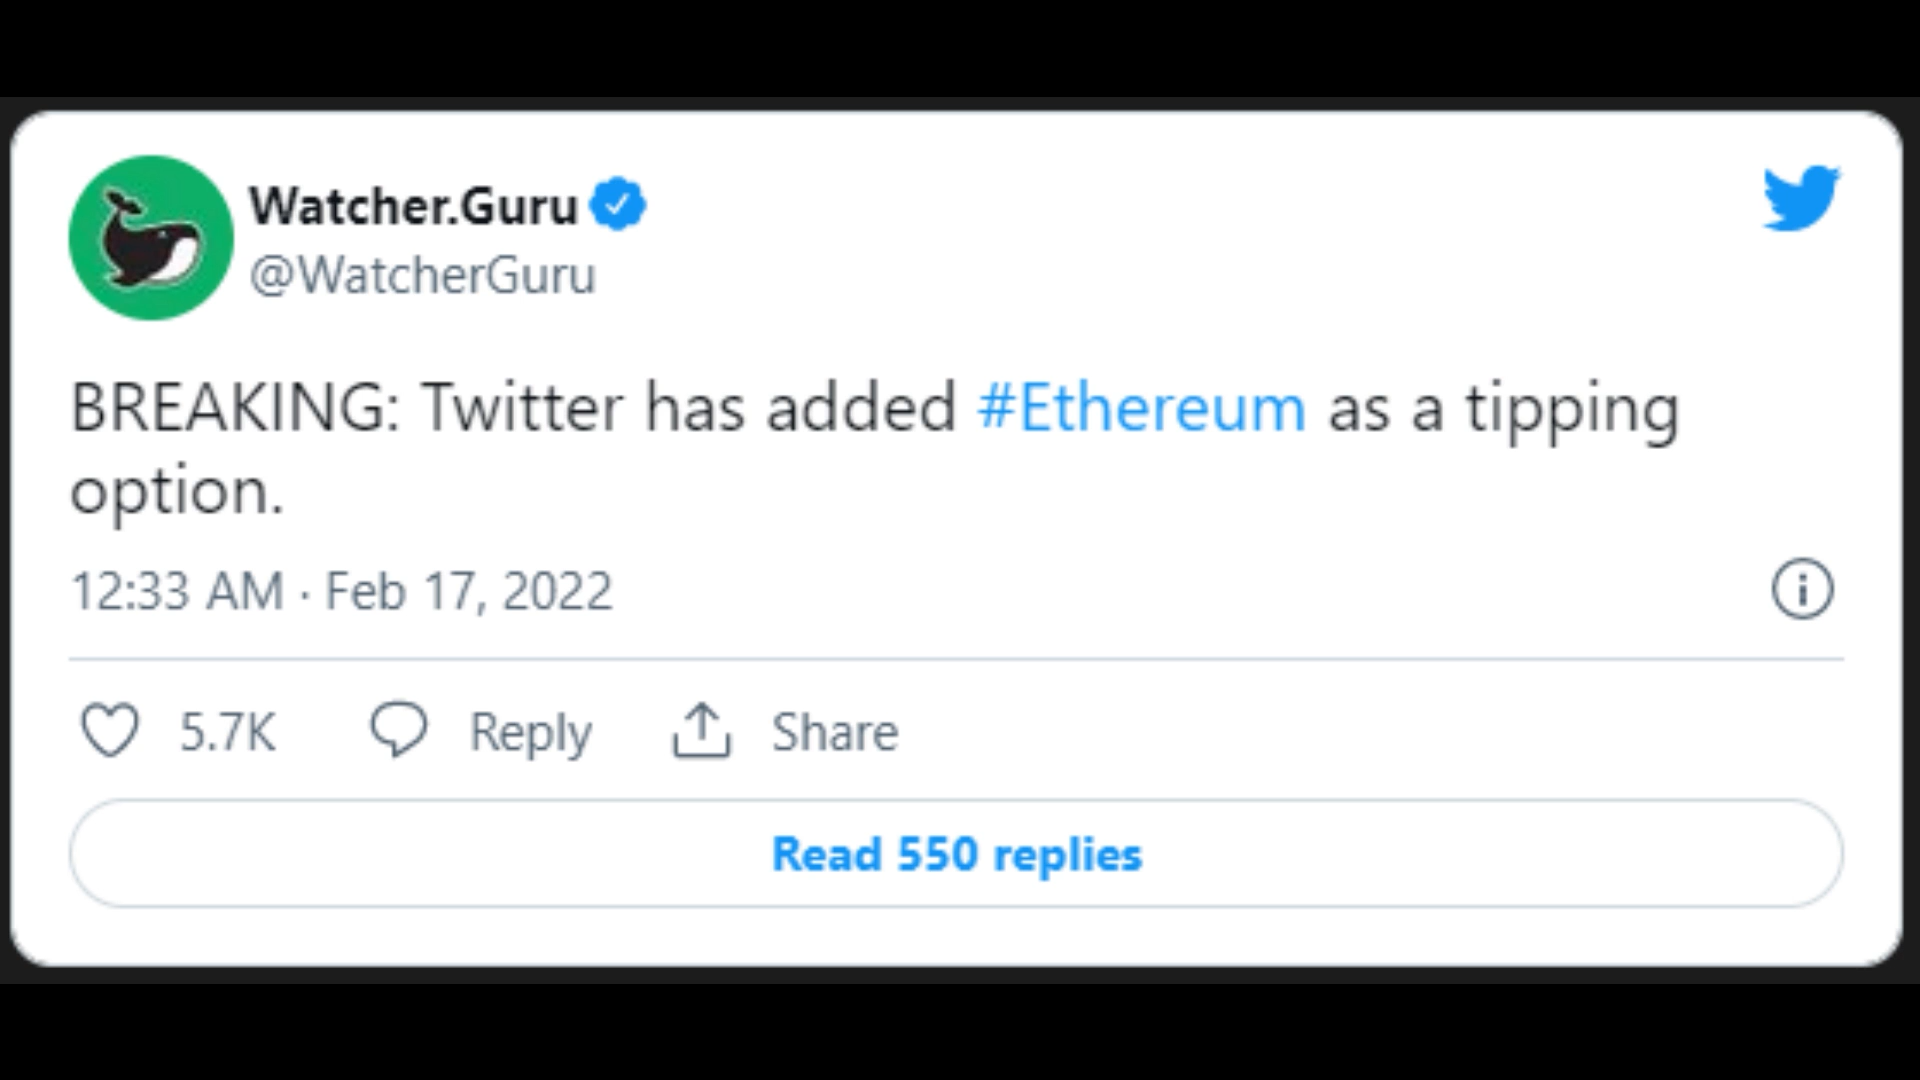 Watcher.Guru
@WatcherGuru
BREAKING: Twitter has added #Ethereum as a tipping
option.
12:33 AM · Feb 17, 2022
5.7K Reply Share
Read 550 replies